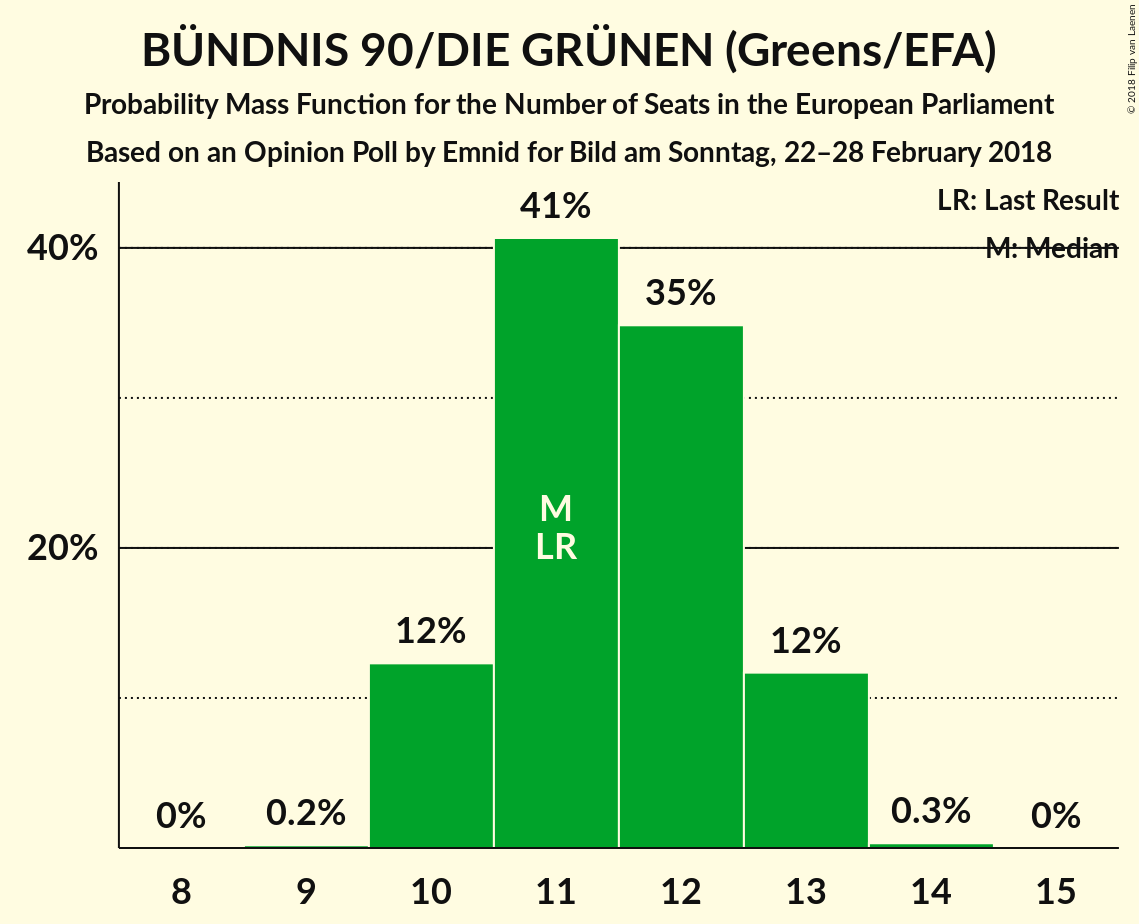 BÜNDNIS 90/DIE GRÜNEN (Greens/EFA)
Probability Mass Function for the Number of Seats in the European Parliament
Based on an Opinion Poll by Emnid for Bild am Sonntag, 22–28 February 2018
© 2018 Filip van Laenen
LR: Last Result
M: Median
40%
20%
0%
0.2%
12%
41%
35%
12%
0.3%
0%
M
LR
8
9
10
11
12
13
14
15